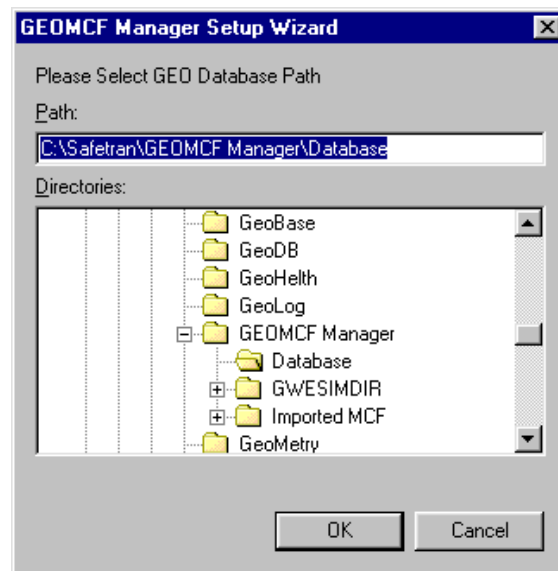 GEOMCF Manager Setup Wizard
Please Select GEO Database Path
Path:
C:\Safetran\GEOMCF Manager\Database
Directories:
GeoBase
GeoDB
GeoHelth
GeoLog
GEOMCF Manager
Database
GWESIMDIR
Imported MCF
GeoMetry
OK Cancel